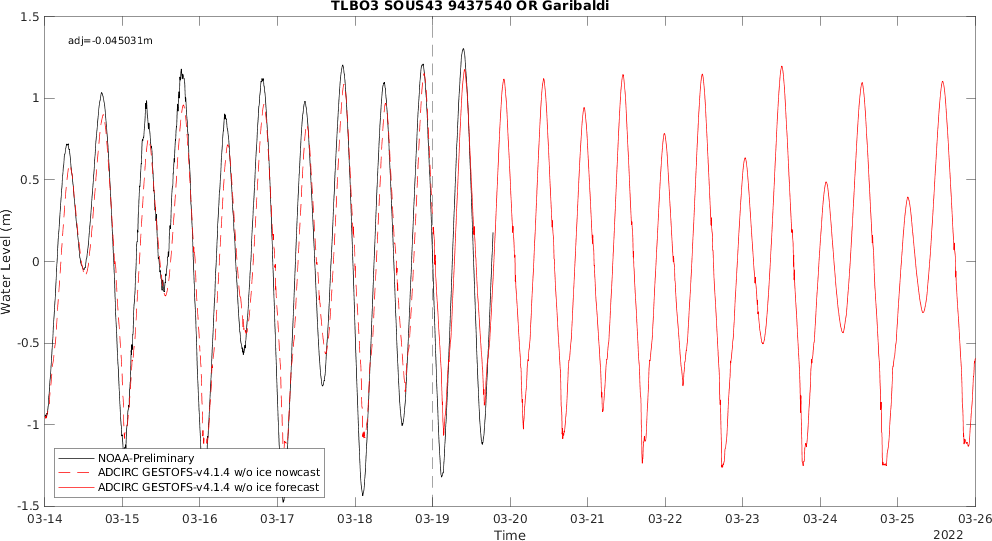 TLBO3 SOUS43 9437540 OR Garibaldi
adj=-0.045031m
1.5
1
0.5
0
-0.5
-1
-1.5
Water Level (m)
NOAA-Preliminary
ADCIRC GESTOFS-v4.1.4 w/o ice nowcast
ADCIRC GESTOFS-v4.1.4 w/o ice forecast
03-14 03-15 03-16 03-17 03-18 03-19 03-20 03-21 03-22 03-23 03-24 03-25 03-26
Time
2022